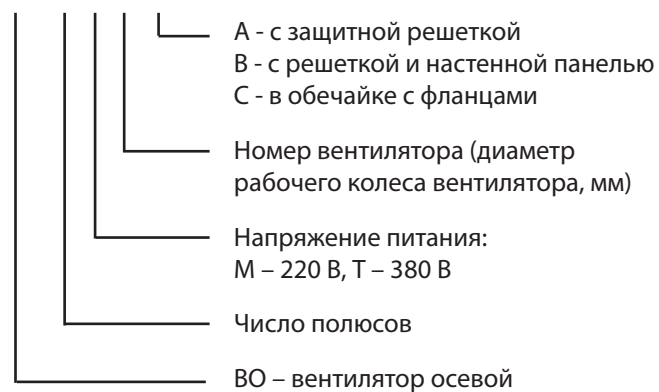 А - с защитной решеткой
В - с решеткой и настенной панелью
С - в обечайке с фланцами
Номер вентилятора (диаметр
рабочего колеса вентилятора, мм)
Напряжение питания:
М – 220 В, Т – 380 В
Число полюсов
ВО – вентилятор осевой